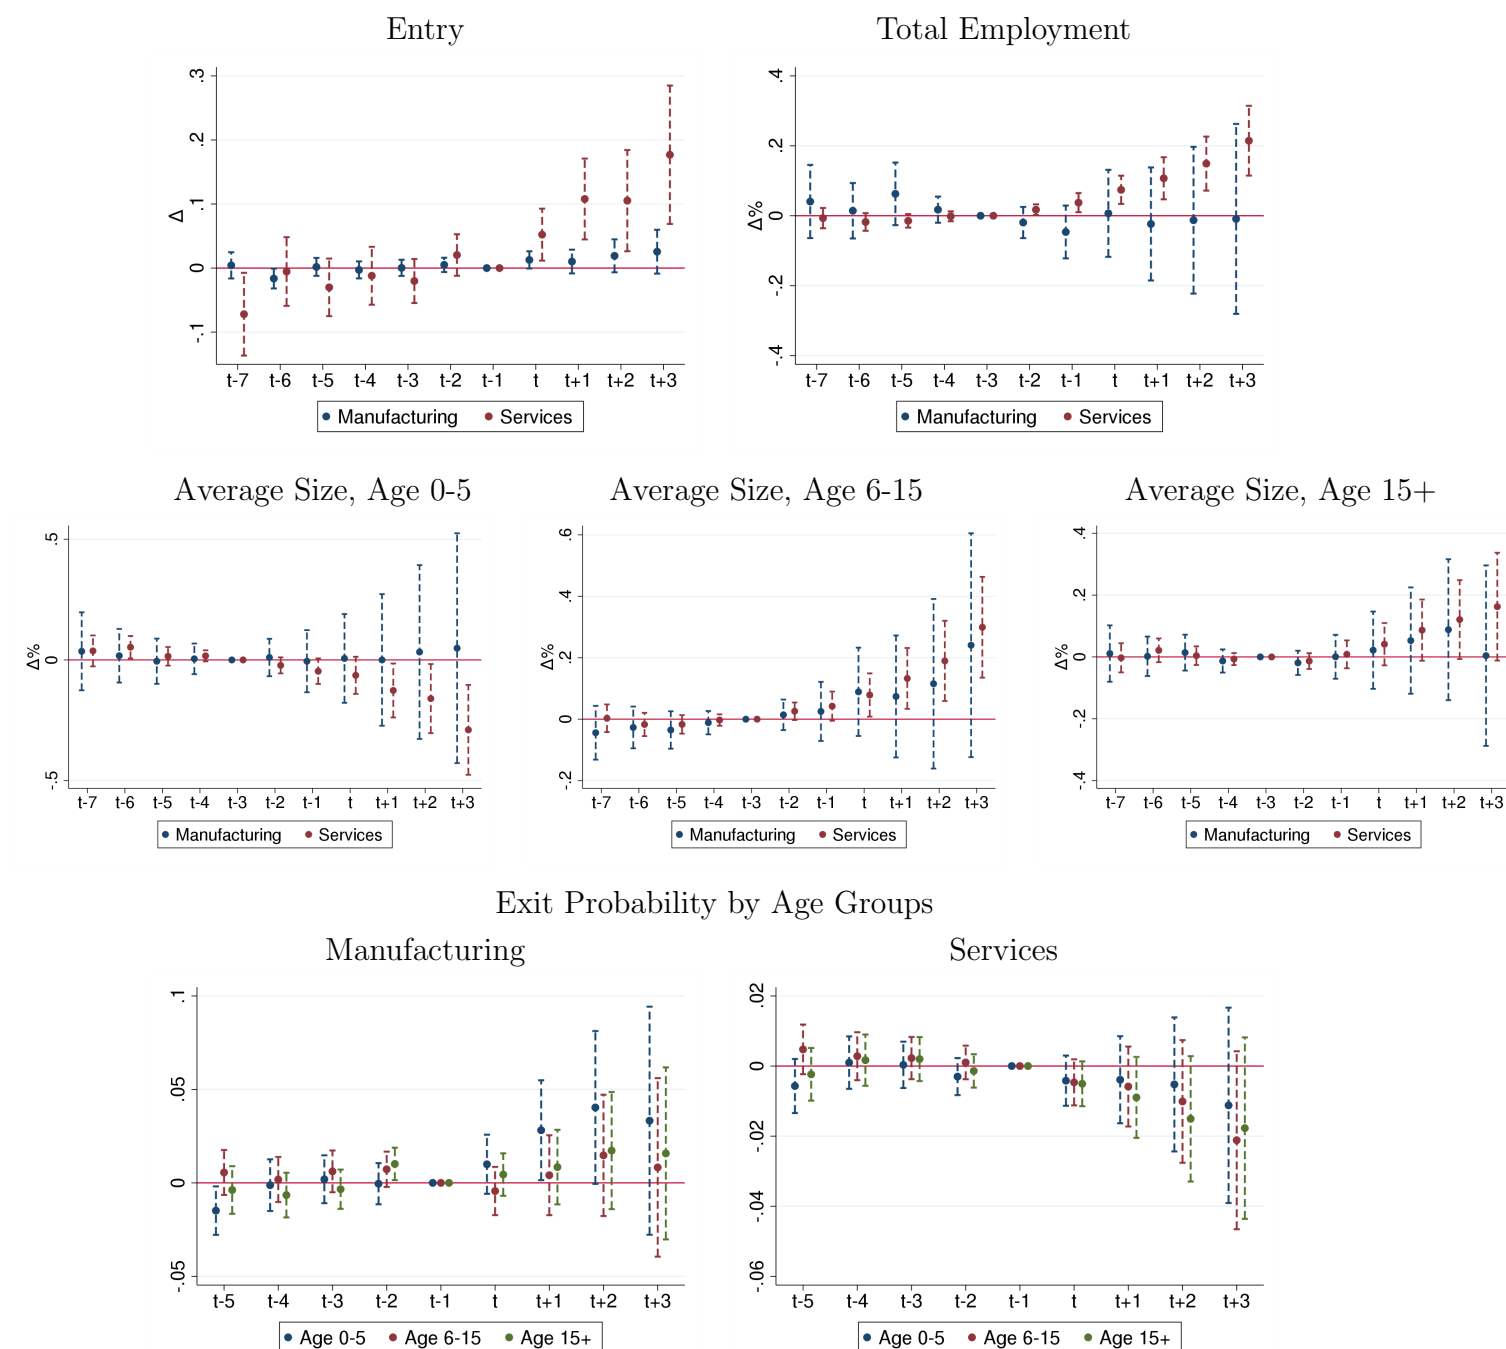 Entry
Total Employment
.3
.2
.1
0
-.1
Δ
t-7 t-6 t-5 t-4 t-3 t-2 t-1 t t+1 t+2 t+3
Manufacturing Services
.4
.2
0
-.2
-.4
Δ%
t-7 t-6 t-5 t-4 t-3 t-2 t-1 t t+1 t+2 t+3
Manufacturing Services
Average Size, Age 0-5
Average Size, Age 6-15
Average Size, Age 15+
.5
0
-.5
Δ%
t-7 t-6 t-5 t-4 t-3 t-2 t-1 t t+1 t+2 t+3
Manufacturing Services
.6
.4
.2
0
-.2
Δ%
t-7 t-6 t-5 t-4 t-3 t-2 t-1 t t+1 t+2 t+3
Manufacturing Services
.4
.2
0
-.2
-.4
Δ%
t-7 t-6 t-5 t-4 t-3 t-2 t-1 t t+1 t+2 t+3
Manufacturing Services
Exit Probability by Age Groups
Manufacturing
Services
.1
.05
0
-.05
t-5 t-4 t-3 t-2 t-1 t t+1 t+2 t+3
Age 0-5 Age 6-15 Age 15+
.02
0
-.02
-.04
-.06
t-5 t-4 t-3 t-2 t-1 t t+1 t+2 t+3
Age 0-5 Age 6-15 Age 15+